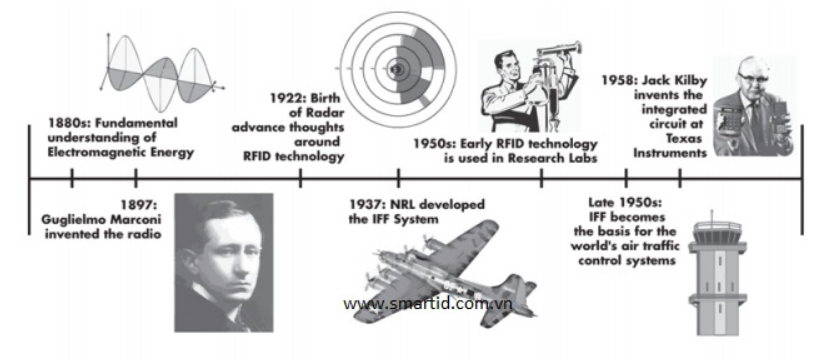 1880s: Fundamental
understanding of
Electromagnetic Energy
1922: Birth
of Radar
advance thoughts
around
RFID technology
1950s: Early RFID technology
is used in Research Labs
1958: Jack Kilby
invents the
integrated
circuit at
Texas
Instruments
1897:
Guglielmo Marconi
invented the radio
1937: NRL developed
the IFF System
Late 1950s:
IFF becomes
the basis for the
world's air traffic
control systems
www.smartid.com.vn